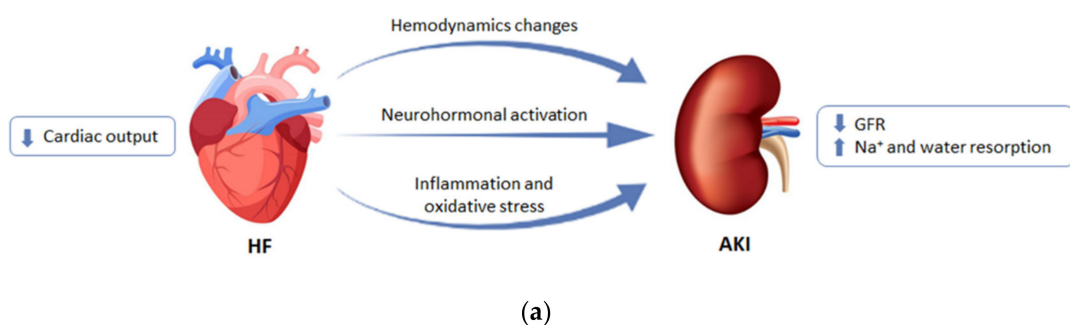 Hemodynamics changes
Cardiac output
Neurohormonal activation
GFR
Na⁺ and water resorption
Inflammation and
oxidative stress
HF
AKI
(a)